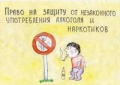 Право на защиту от незаконного
употребления алкоголя и
наркотиков